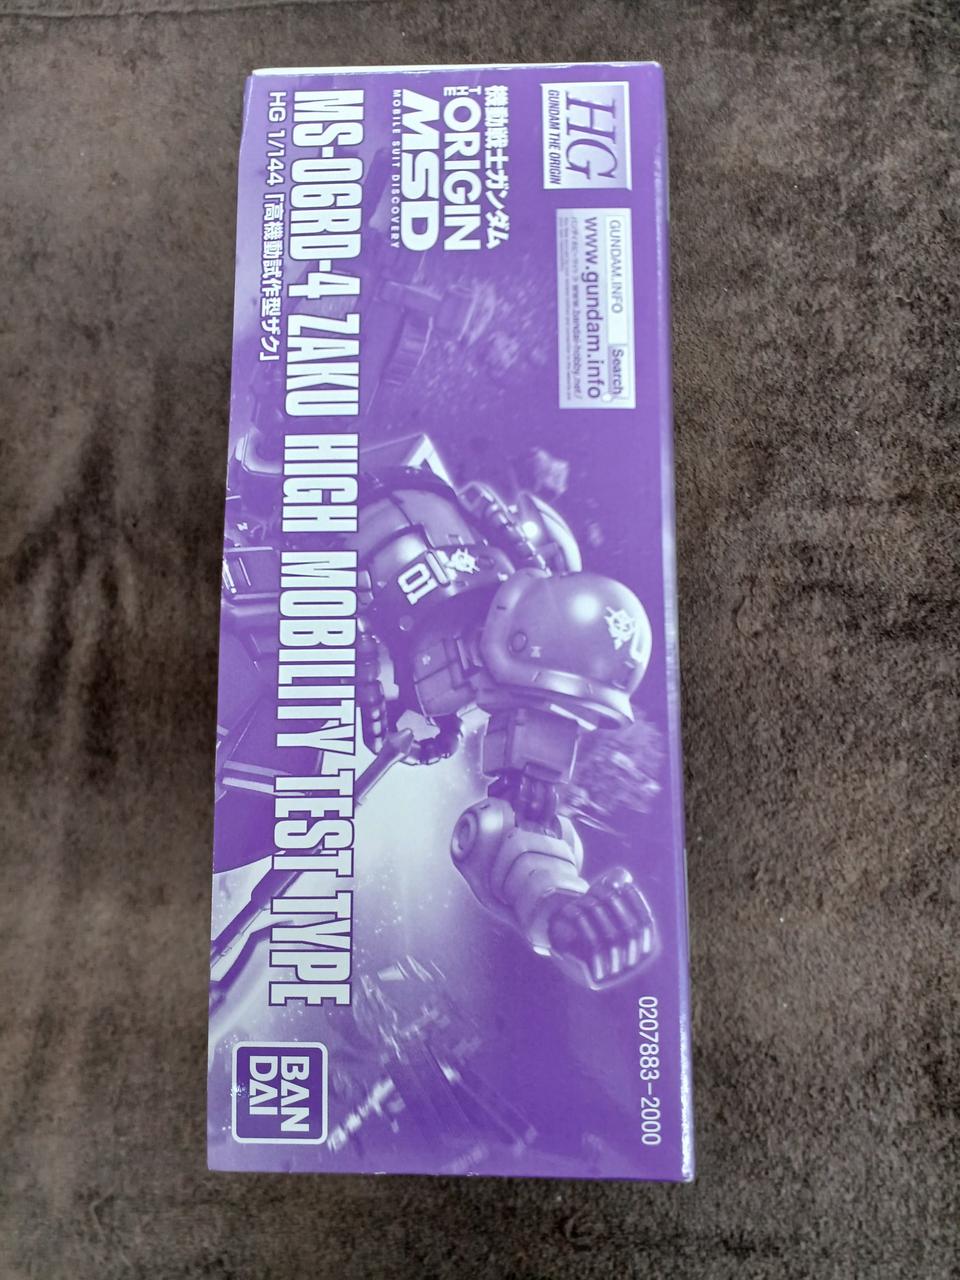 HG
GUNDAM THE ORIGIN
GUNDAM.INFO Search
www.gundam.info
機動戦士ガンダム
THE ORIGIN
MSD
MOBILE SUIT DISCOVERY
MS-06RD-4 ZAKU HIGH MOBILITY TEST TYPE
HG 1/144「高機動試作型ザク」
01
0207883-2000
BAN
DAI